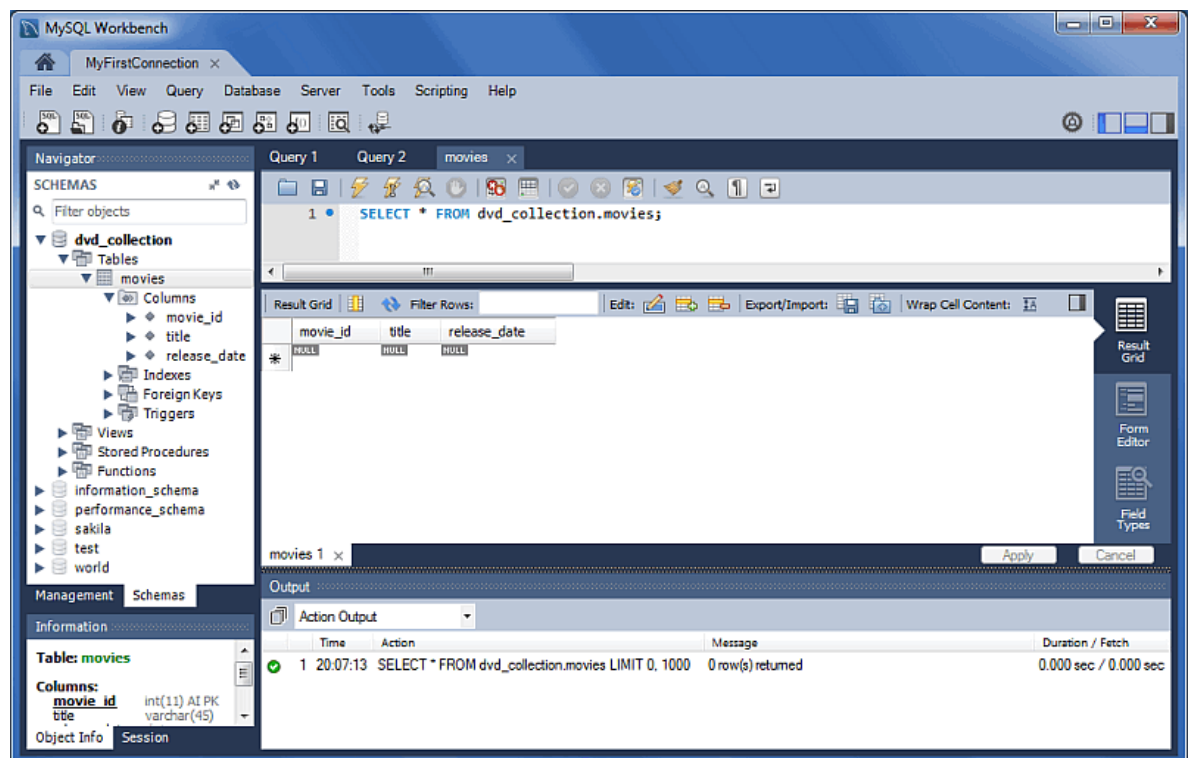 MySQL Workbench
MyFirstConnection ×
File Edit View Query Database Server Tools Scripting Help
Navigator
SCHEMAS
Filter objects
dvd_collection
Tables
movies
Columns
movie_id
title
release_date
Indexes
Foreign Keys
Triggers
Views
Stored Procedures
Functions
information_schema
performance_schema
sakila
test
world
Management Schemas
Information
Table: movies
Columns:
movie_id int(11) AI PK
title varchar(45)
Object Info Session
Query 1 Query 2 movies ×
1 SELECT * FROM dvd_collection.movies;
Result Grid Filter Rows: Edit: Export/Import: Wrap Cell Content:
movie_id title release_date
NULL NULL NULL
Result Grid
Form Editor
Field Types
movies 1 × Apply Cancel
Output
Action Output
Time Action Message Duration / Fetch
1 20:07:13 SELECT * FROM dvd_collection.movies LIMIT 0, 1000 0 row(s) returned 0.000 sec / 0.000 sec